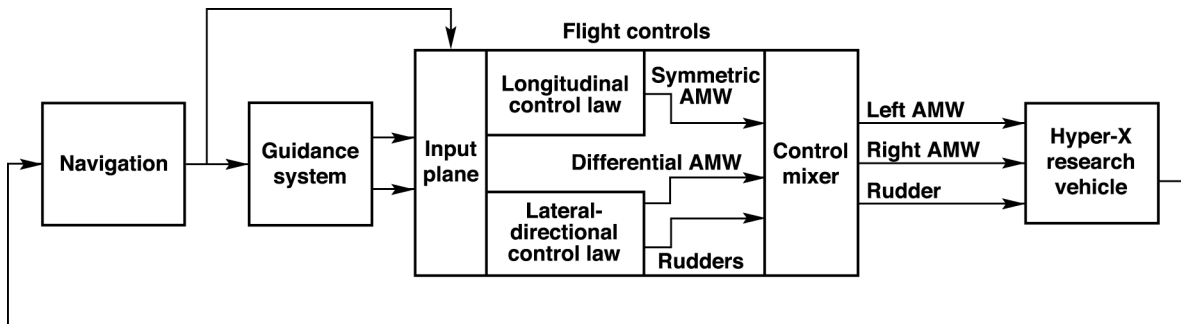 Flight controls
Navigation
Guidance
system
Input
plane
Longitudinal
control law
Symmetric
AMW
Differential AMW
Lateral-
directional
control law
Rudders
Control
mixer
Left AMW
Right AMW
Rudder
Hyper-X
research
vehicle